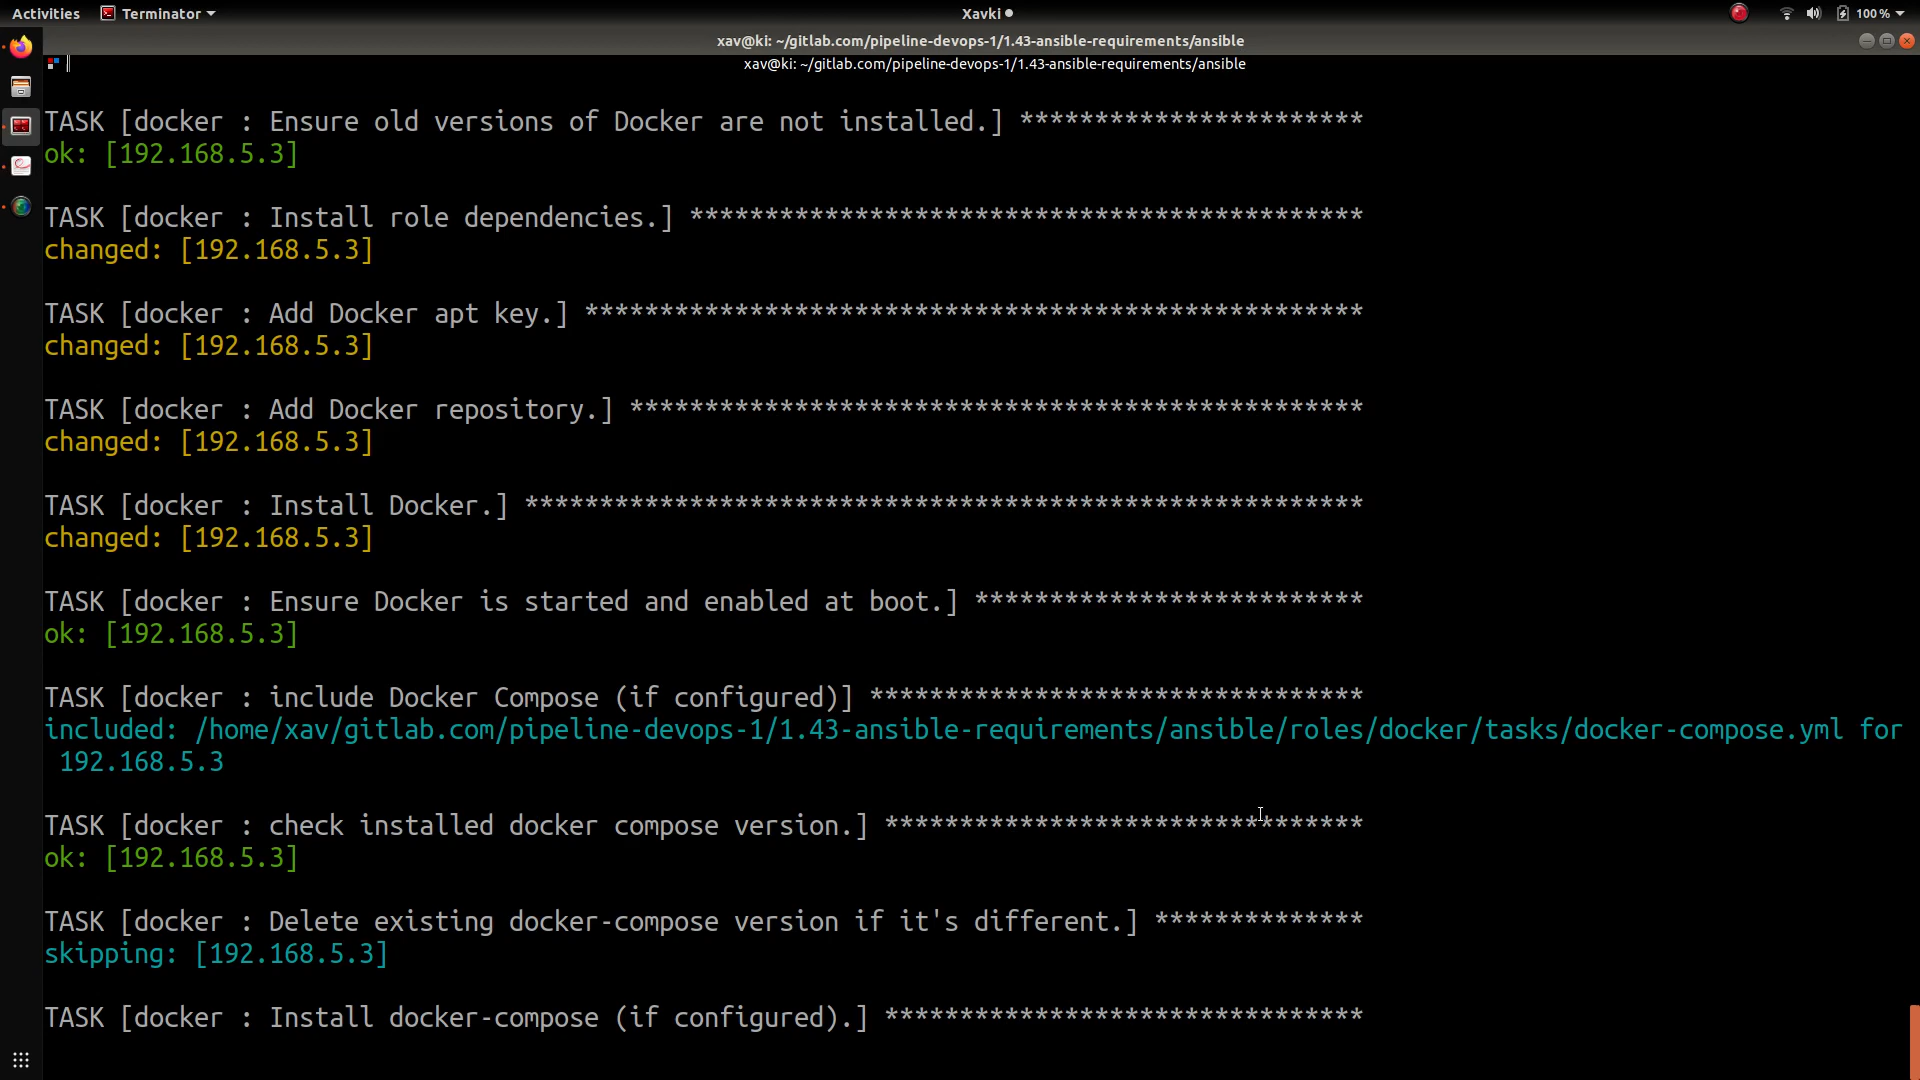 Activities Terminator Xavki 100 %
xav@ki: ~/gitlab.com/pipeline-devops-1/1.43-ansible-requirements/ansible
xav@ki: ~/gitlab.com/pipeline-devops-1/1.43-ansible-requirements/ansible
TASK [docker : Ensure old versions of Docker are not installed.] ***********************
ok: [192.168.5.3]
TASK [docker : Install role dependencies.] *********************************************
changed: [192.168.5.3]
TASK [docker : Add Docker apt key.] ****************************************************
changed: [192.168.5.3]
TASK [docker : Add Docker repository.] *************************************************
changed: [192.168.5.3]
TASK [docker : Install Docker.] ********************************************************
changed: [192.168.5.3]
TASK [docker : Ensure Docker is started and enabled at boot.] **************************
ok: [192.168.5.3]
TASK [docker : include Docker Compose (if configured)] *********************************
included: /home/xav/gitlab.com/pipeline-devops-1/1.43-ansible-requirements/ansible/roles/docker/tasks/docker-compose.yml for
192.168.5.3
TASK [docker : check installed docker compose version.] ********************************
ok: [192.168.5.3]
TASK [docker : Delete existing docker-compose version if it's different.] **************
skipping: [192.168.5.3]
TASK [docker : Install docker-compose (if configured).] ********************************